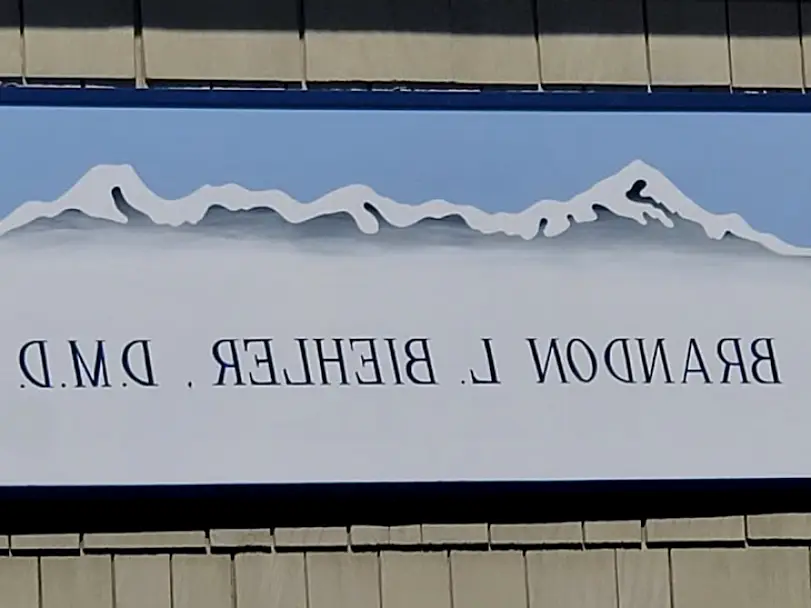 BRANDON L. BIEHLER, D.M.D.